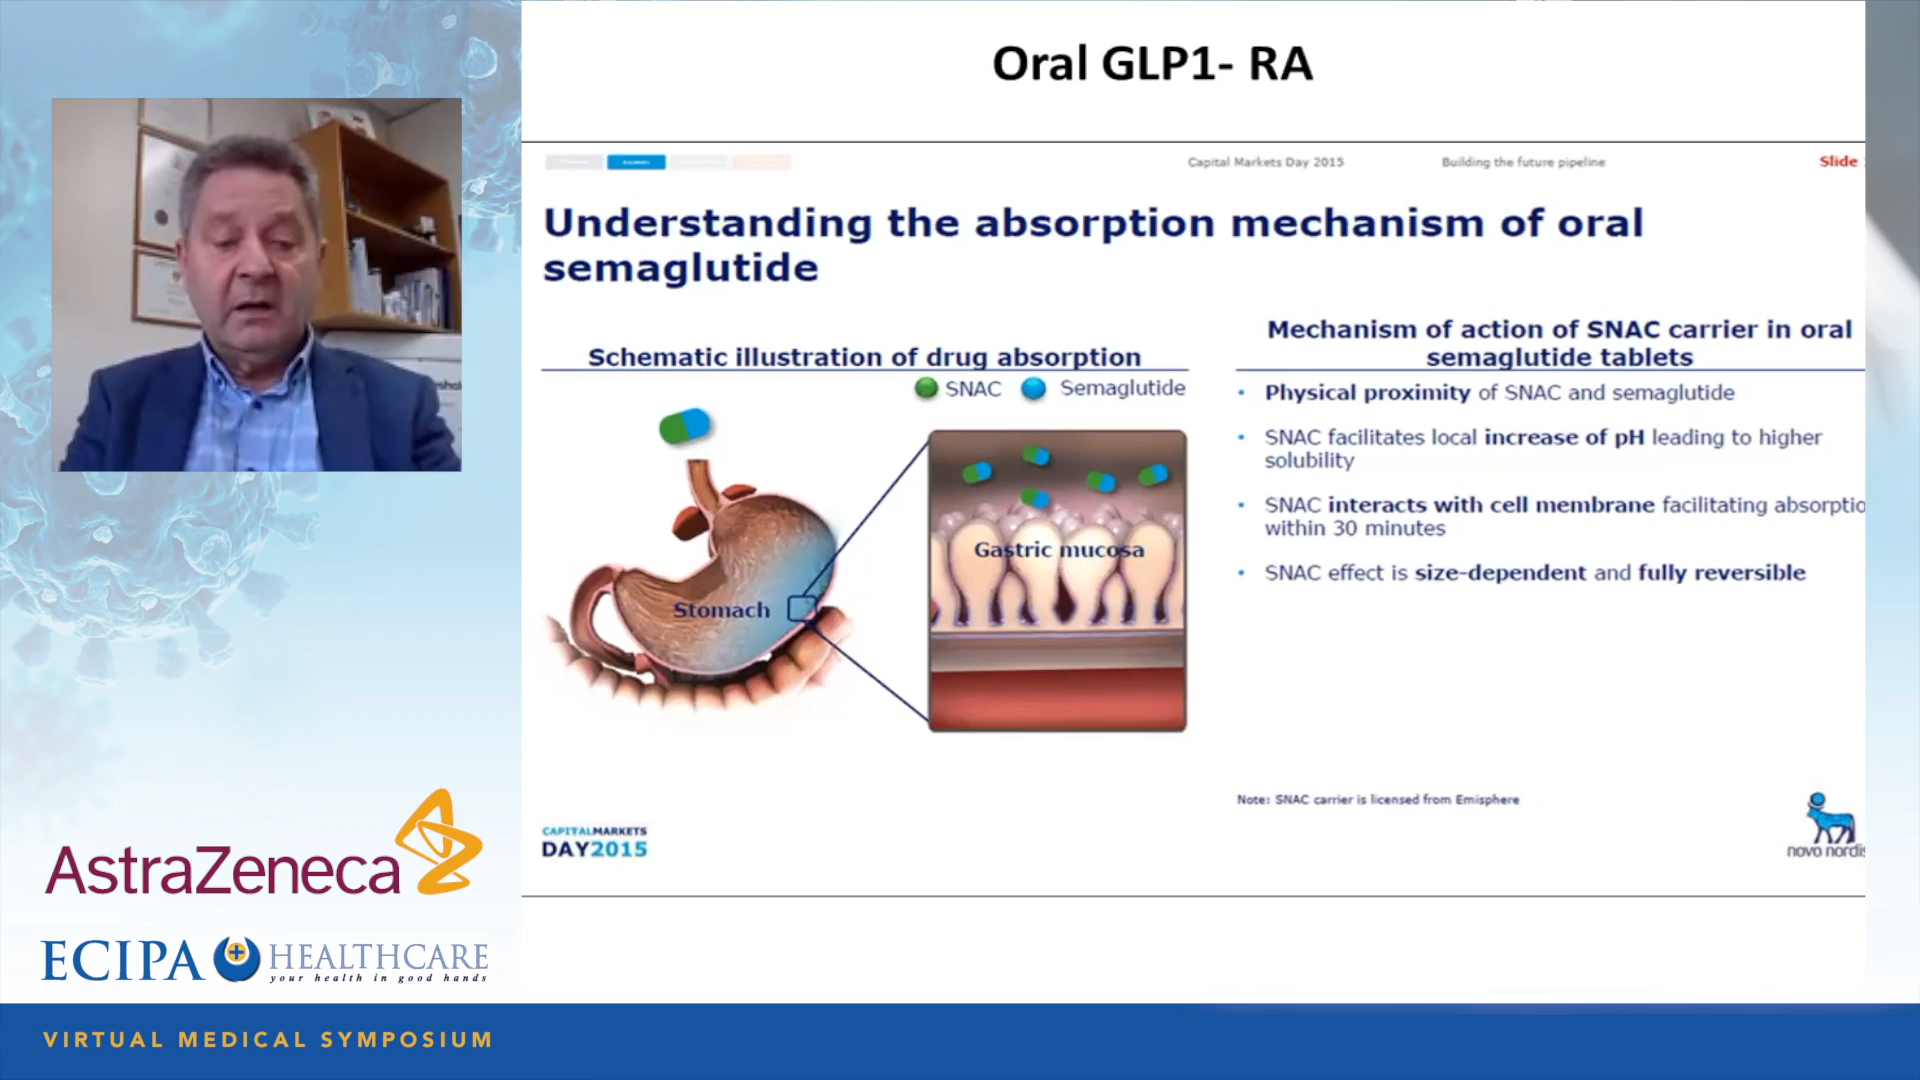 Oral GLP1- RA
Capital Markets Day 2015
Building the future pipeline
Slide
Understanding the absorption mechanism of oral
semaglutide
Schematic illustration of drug absorption
SNAC
Semaglutide
Stomach
Gastric mucosa
Mechanism of action of SNAC carrier in oral
semaglutide tablets
• Physical proximity of SNAC and semaglutide
• SNAC facilitates local increase of pH leading to higher
solubility
• SNAC interacts with cell membrane facilitating absorptio
within 30 minutes
• SNAC effect is size-dependent and fully reversible
Note: SNAC carrier is licensed from Emisphere
CAPITALMARKETS
DAY2015
novo nordis
AstraZeneca
ECIPA HEALTHCARE
your health in good hands
VIRTUAL MEDICAL SYMPOSIUM